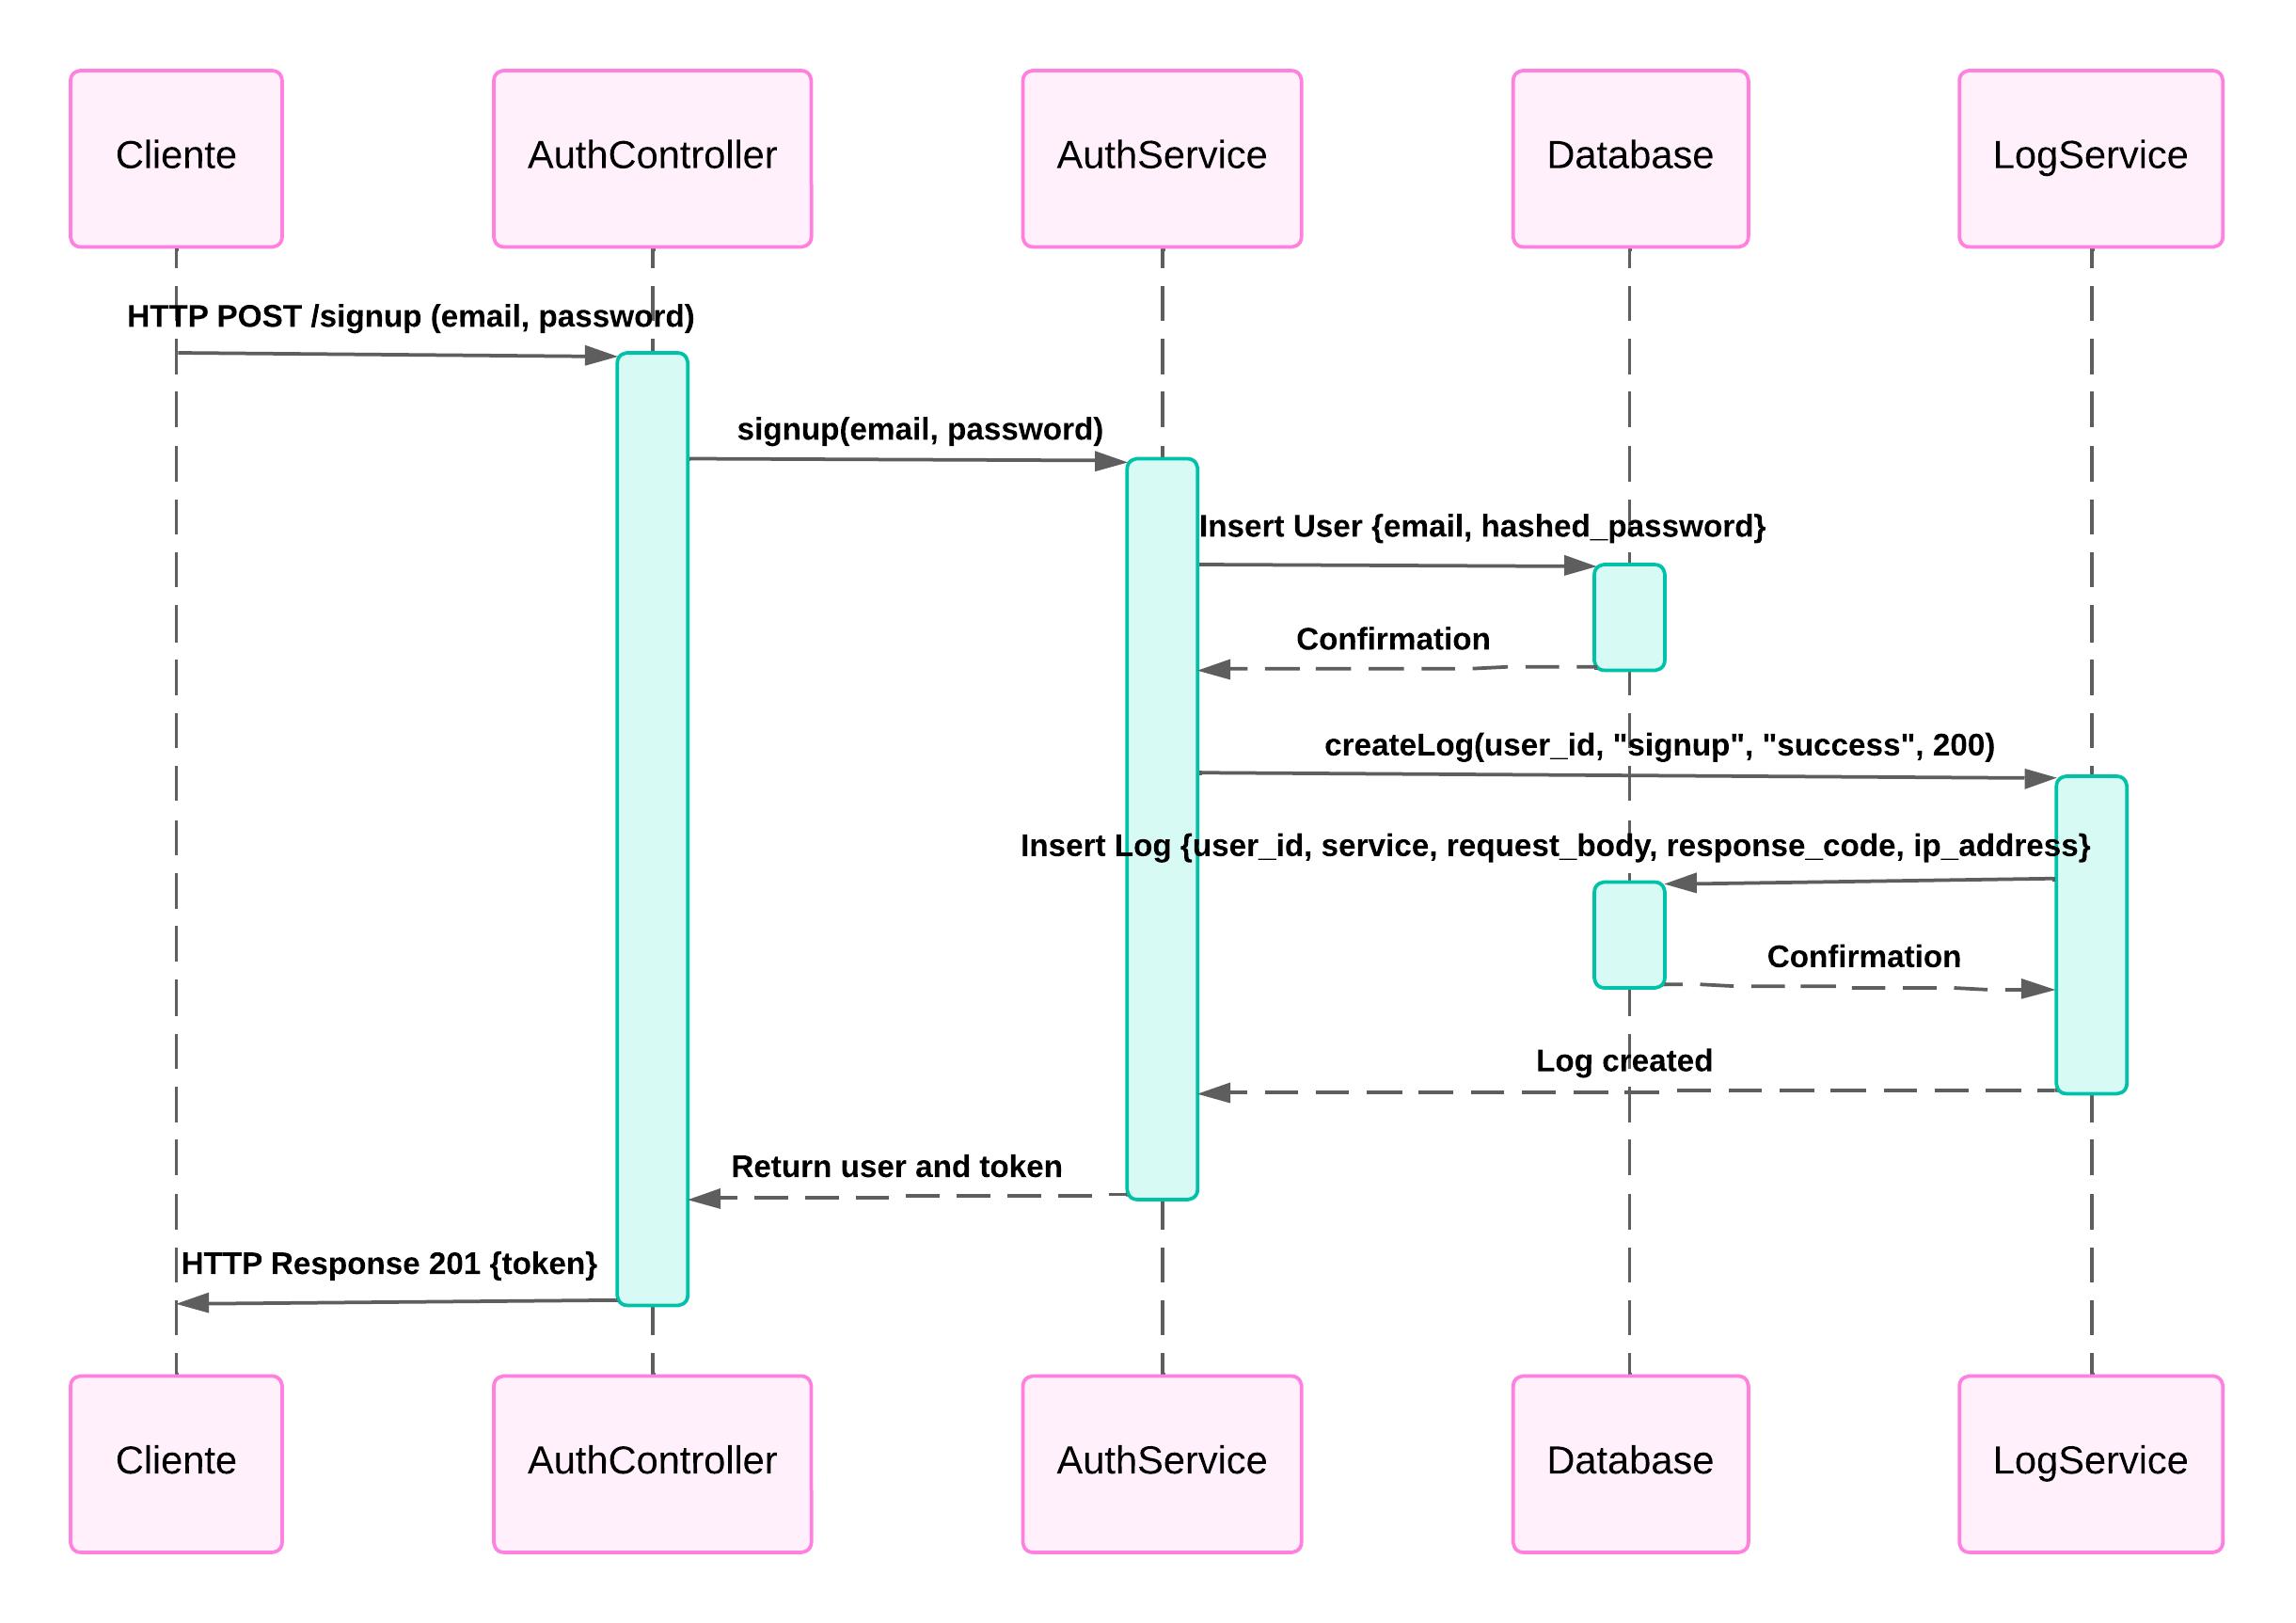 Cliente
AuthController
AuthService
Database
LogService
HTTP POST /signup (email, password)
signup(email, password)
Insert User {email, hashed_password}
Confirmation
createLog(user_id, "signup", "success", 200)
Insert Log {user_id, service, request_body, response_code, ip_address}
Confirmation
Log created
Return user and token
HTTP Response 201 {token}
Cliente
AuthController
AuthService
Database
LogService